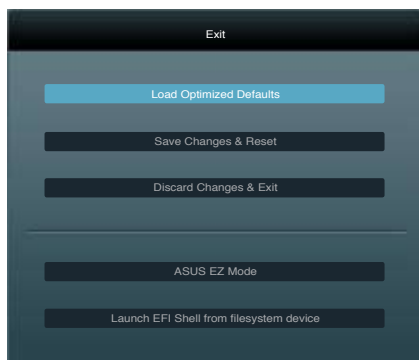 Exit
Load Optimized Defaults
Save Changes & Reset
Discard Changes & Exit
ASUS EZ Mode
Launch EFI Shell from filesystem device